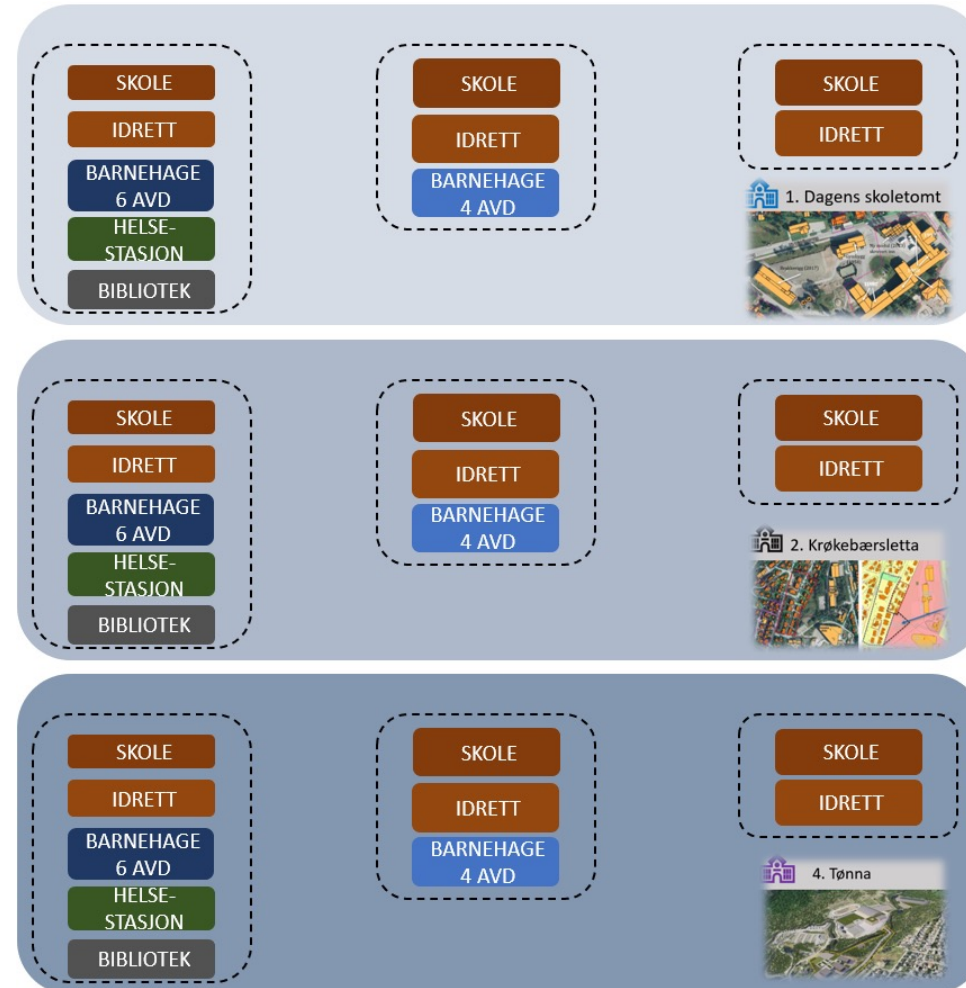 SKOLE
IDRETT
BARNEHAGE
6 AVD
HELSE-
STASJON
BIBLIOTEK
SKOLE
IDRETT
BARNEHAGE
4 AVD
SKOLE
IDRETT
1. Dagens skoletomt
SKOLE
IDRETT
BARNEHAGE
6 AVD
HELSE-
STASJON
BIBLIOTEK
SKOLE
IDRETT
BARNEHAGE
4 AVD
SKOLE
IDRETT
2. Krøkebærsletta
SKOLE
IDRETT
BARNEHAGE
6 AVD
HELSE-
STASJON
BIBLIOTEK
SKOLE
IDRETT
BARNEHAGE
4 AVD
SKOLE
IDRETT
4. Tønna